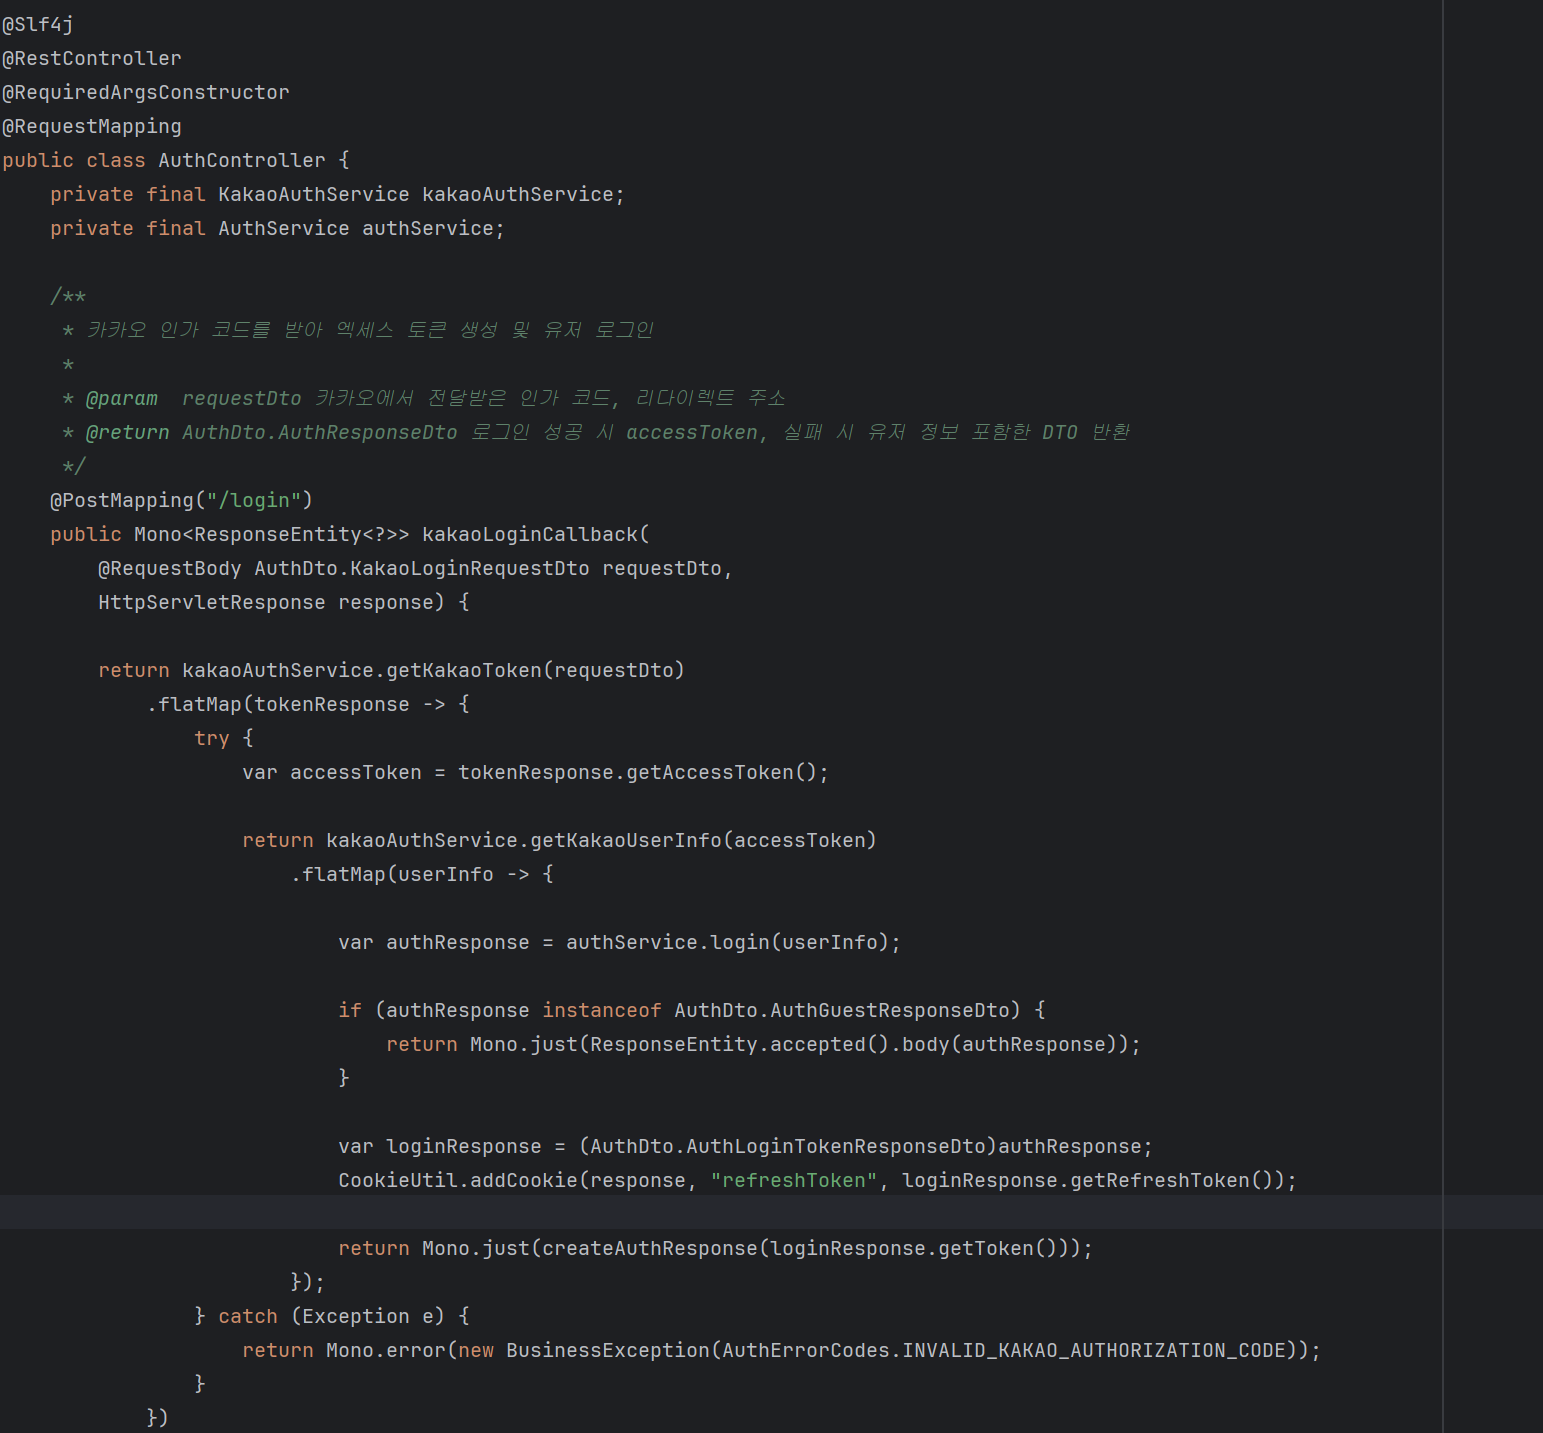 @Slf4j
@RestController
@RequiredArgsConstructor
@RequestMapping
public class AuthController {
    private final KakaoAuthService kakaoAuthService;
    private final AuthService authService;

    /**
     * 카카오 인가 코드를 받아 엑세스 토큰 생성 및 유저 로그인
     *
     * @param  requestDto 카카오에서 전달받은 인가 코드, 리다이렉트 주소
     * @return AuthDto.AuthResponseDto 로그인 성공 시 accessToken, 실패 시 유저 정보 포함한 DTO 반환
     */
    @PostMapping("/login")
    public Mono<ResponseEntity<?>> kakaoLoginCallback(
        @RequestBody AuthDto.KakaoLoginRequestDto requestDto,
        HttpServletResponse response) {

        return kakaoAuthService.getKakaoToken(requestDto)
            .flatMap(tokenResponse -> {
                try {
                    var accessToken = tokenResponse.getAccessToken();

                    return kakaoAuthService.getKakaoUserInfo(accessToken)
                        .flatMap(userInfo -> {

                            var authResponse = authService.login(userInfo);

                            if (authResponse instanceof AuthDto.AuthGuestResponseDto) {
                                return Mono.just(ResponseEntity.accepted().body(authResponse));
                            }

                            var loginResponse = (AuthDto.AuthLoginTokenResponseDto)authResponse;
                            CookieUtil.addCookie(response, "refreshToken", loginResponse.getRefreshToken());

                            return Mono.just(createAuthResponse(loginResponse.getToken()));
                        });
                } catch (Exception e) {
                    return Mono.error(new BusinessException(AuthErrorCodes.INVALID_KAKAO_AUTHORIZATION_CODE));
                }
            })